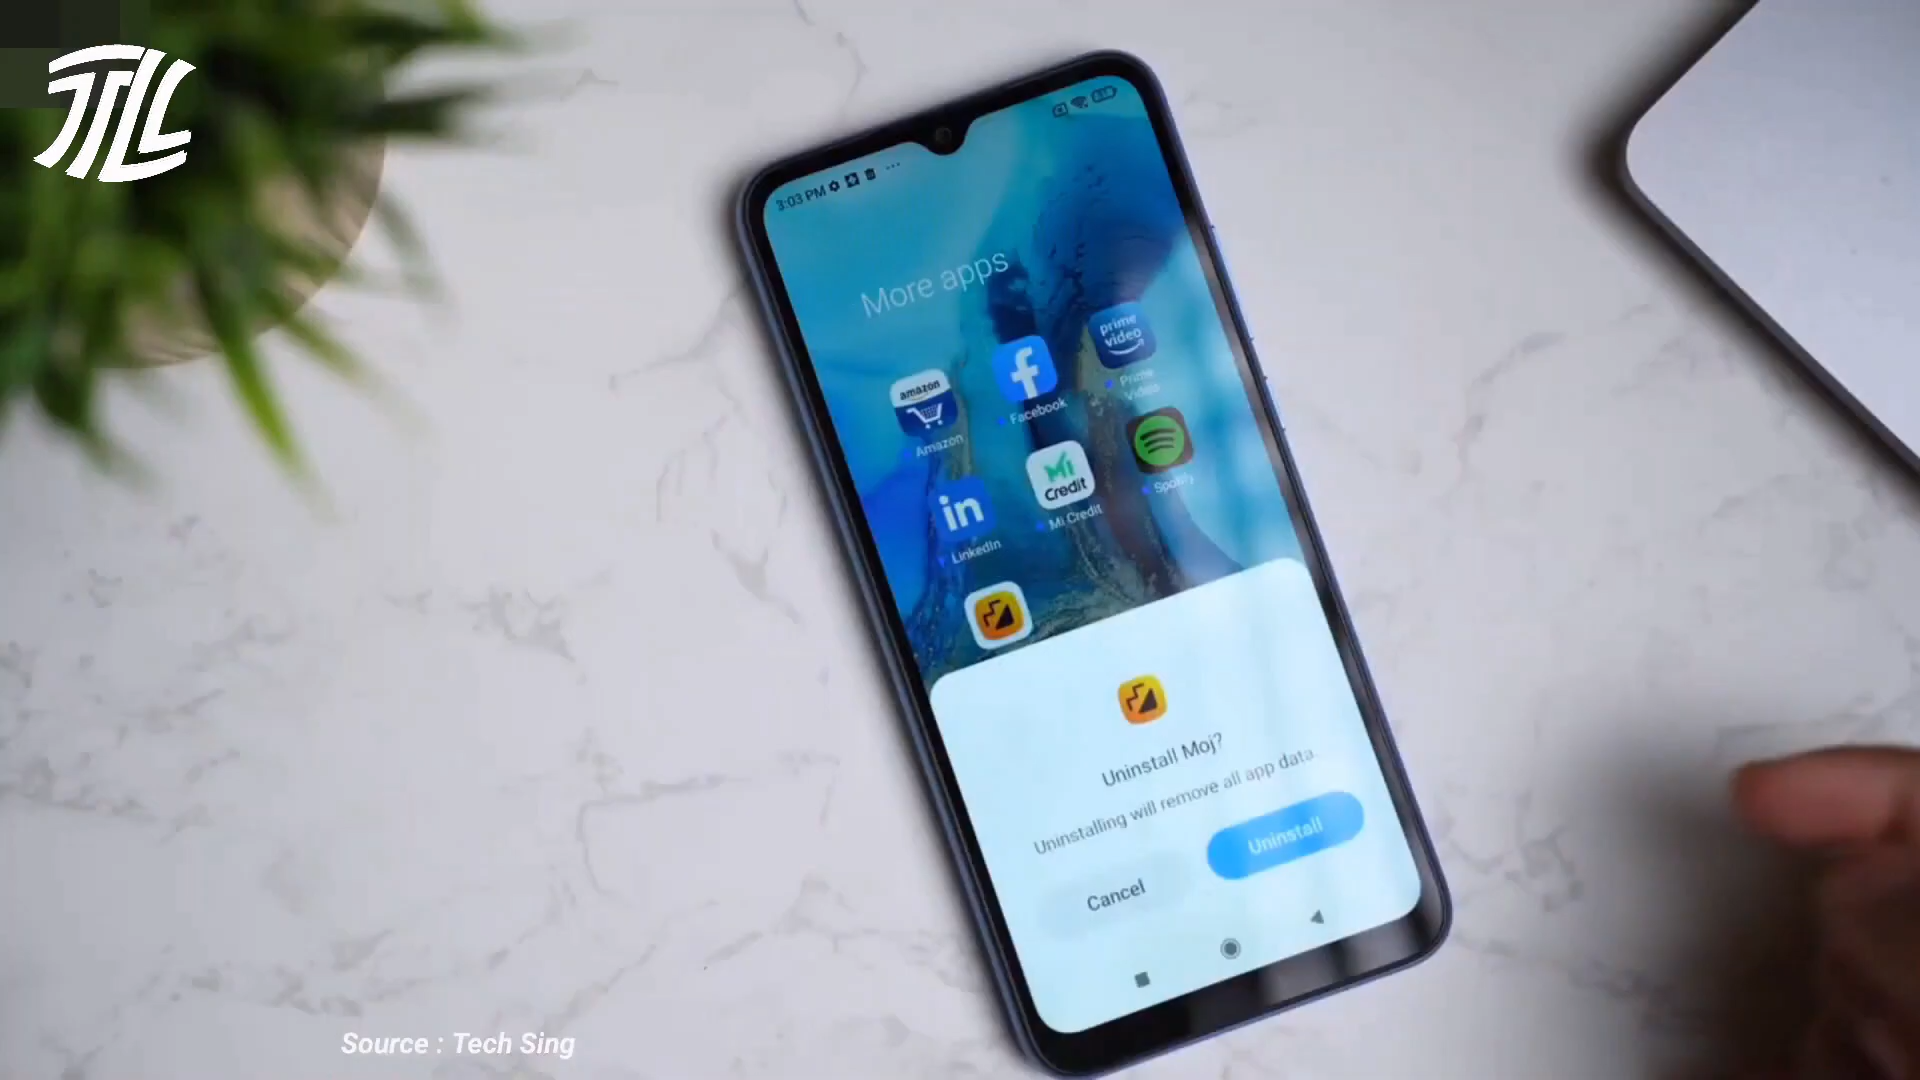 TLC
3:03 PM
More apps
amazon
prime
video
Amazon
Facebook
Prime
Video
in
Mi
Credit
LinkedIn
Mi Credit
Spotify
Uninstall Moj?
Uninstalling will remove all app data.
Cancel
Uninstall
Source : Tech Sing